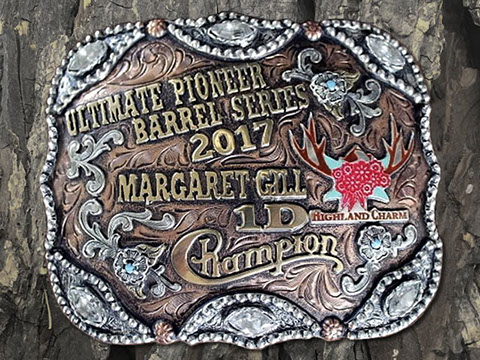 ULTIMATE PIONEER
BARREL SERIES
2017
MARGARET GILL
1D
HIGHLAND CHARM
Champion